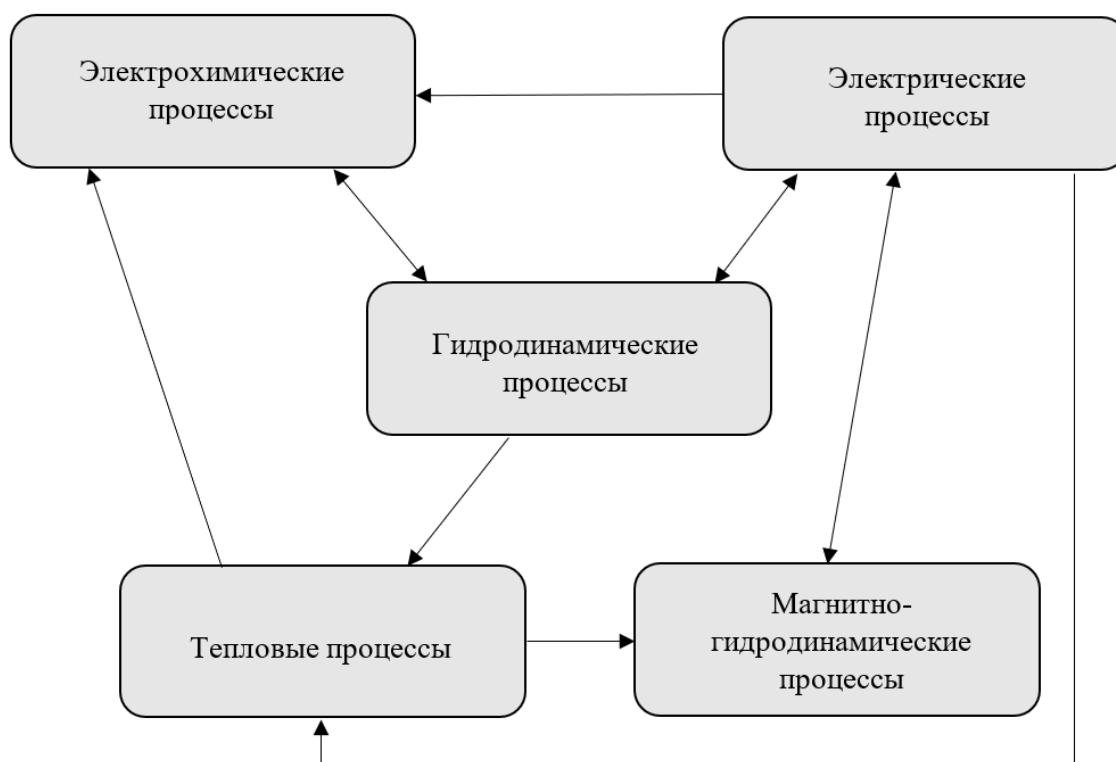 Электрохимические
процессы
Электрические
процессы
Гидродинамические
процессы
Тепловые процессы
Магнитно-
гидродинамические
процессы